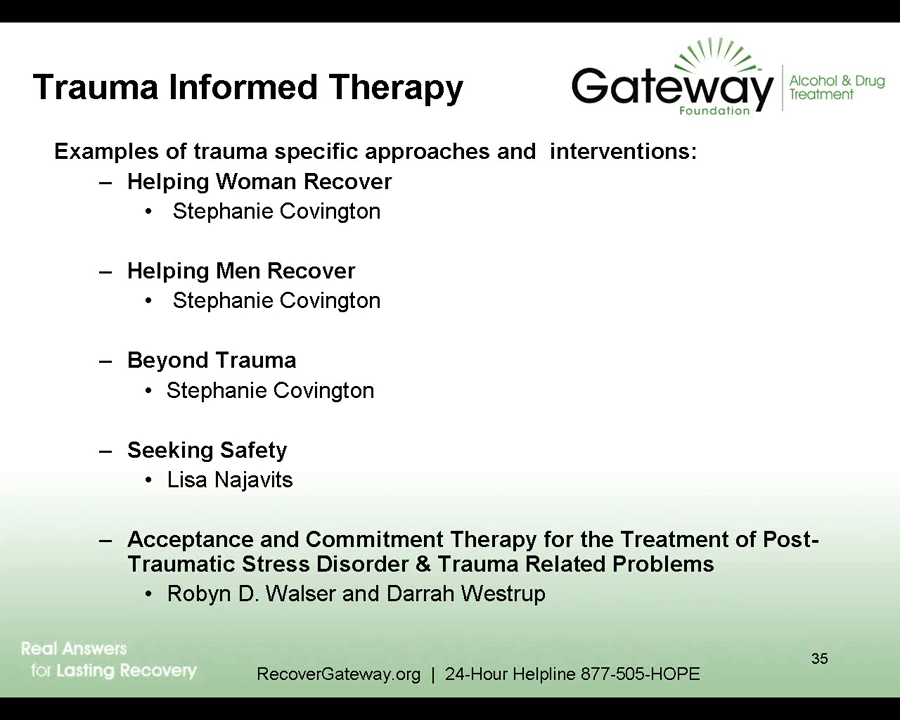 Trauma Informed Therapy
Gateway
Foundation
Alcohol & Drug
Treatment
Examples of trauma specific approaches and  interventions:
– Helping Woman Recover
• Stephanie Covington
– Helping Men Recover
• Stephanie Covington
– Beyond Trauma
• Stephanie Covington
– Seeking Safety
• Lisa Najavits
– Acceptance and Commitment Therapy for the Treatment of Post-
Traumatic Stress Disorder & Trauma Related Problems
• Robyn D. Walser and Darrah Westrup
Real Answers
for Lasting Recovery
RecoverGateway.org | 24-Hour Helpline 877-505-HOPE
35